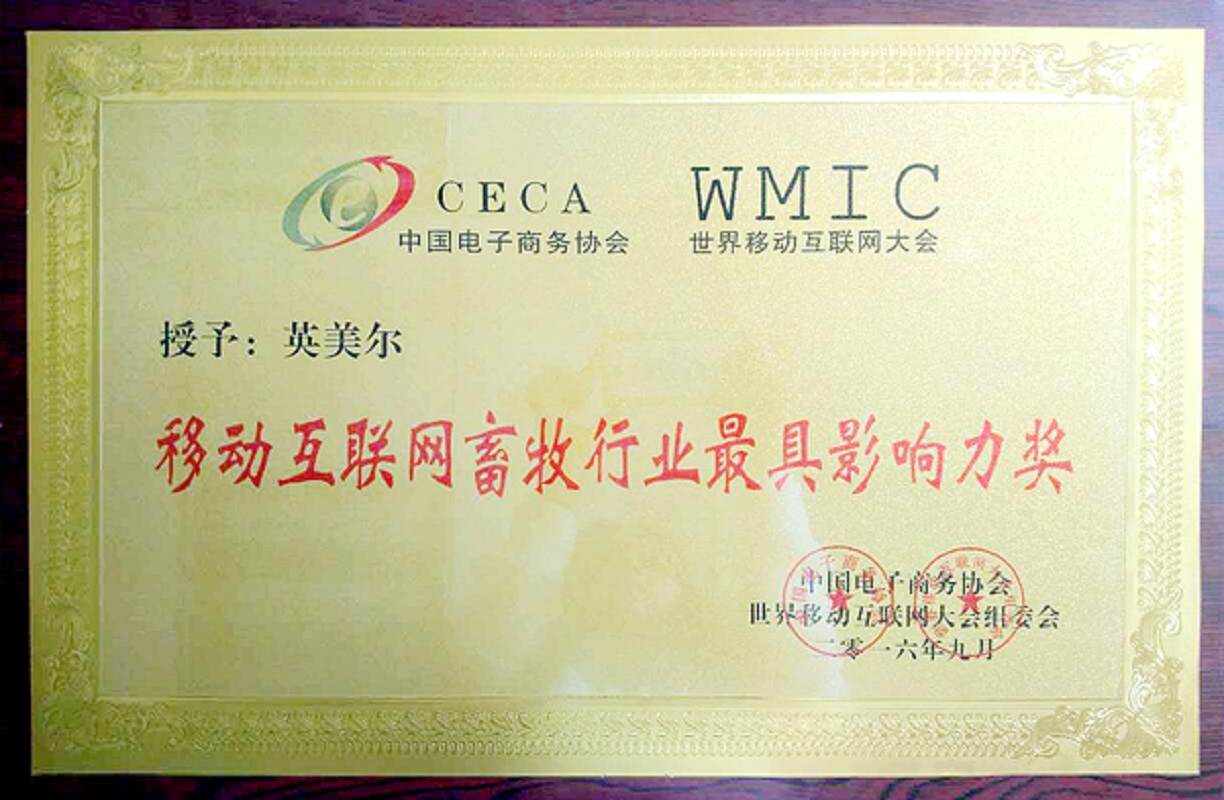 CECA
中国电子商务协会
WMIC
世界移动互联网大会
授予：英美尔
移动互联网畜牧行业最具影响力奖
中国电子商务协会
世界移动互联网大会组委会
二零一六年九月